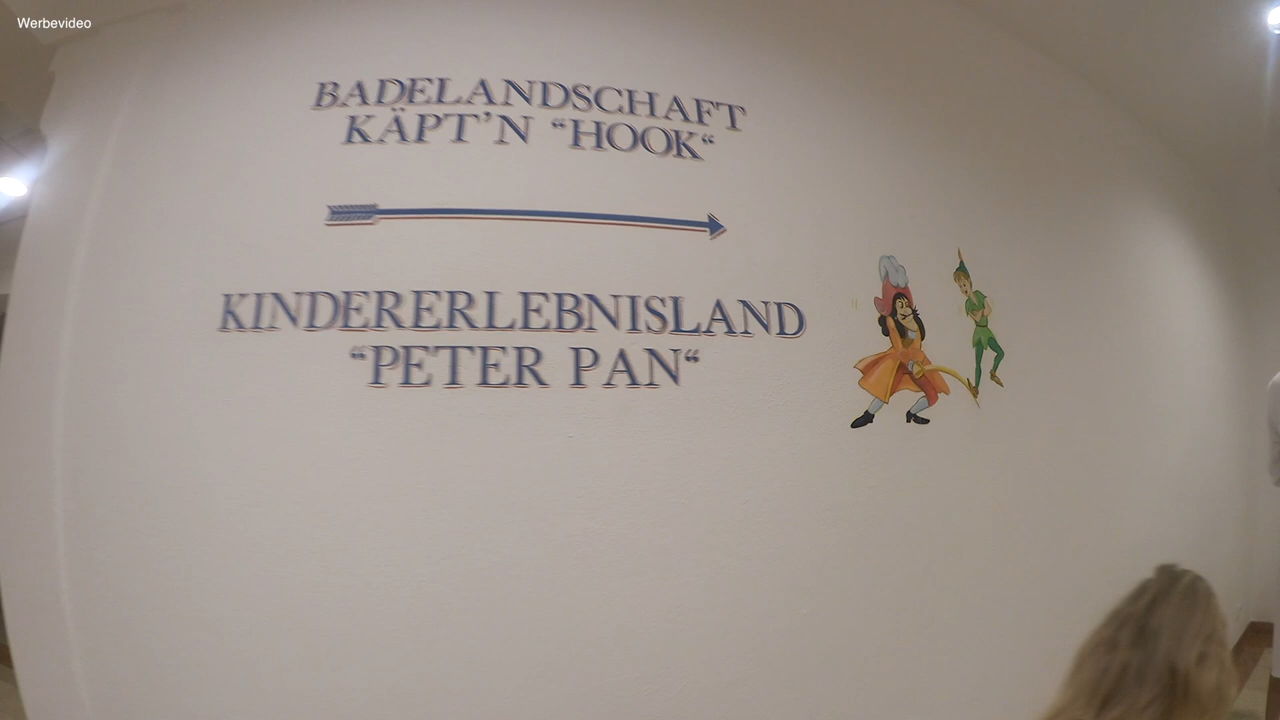 Werbevideo
BADELANDSCHAFT
KÄPT'N “HOOK“
KINDERERLEBNISLAND
“PETER PAN“